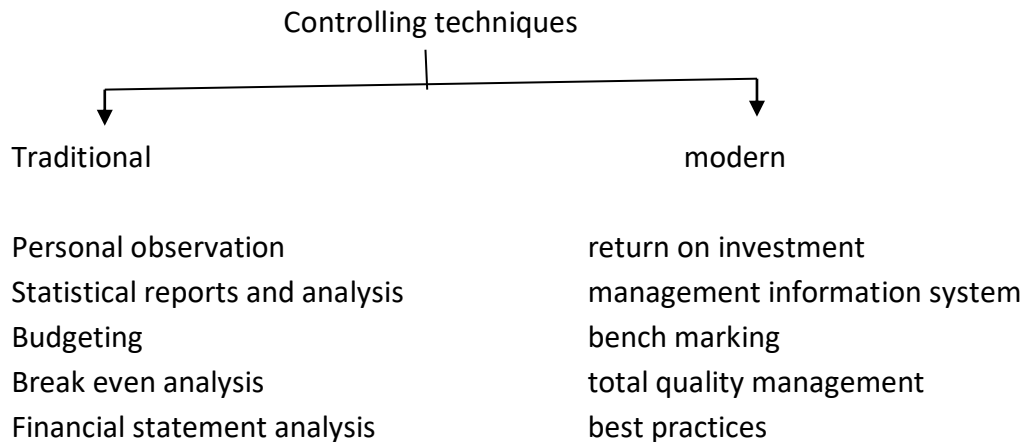 Controlling techniques
Traditional modern
Personal observation return on investment
Statistical reports and analysis management information system
Budgeting bench marking
Break even analysis total quality management
Financial statement analysis best practices